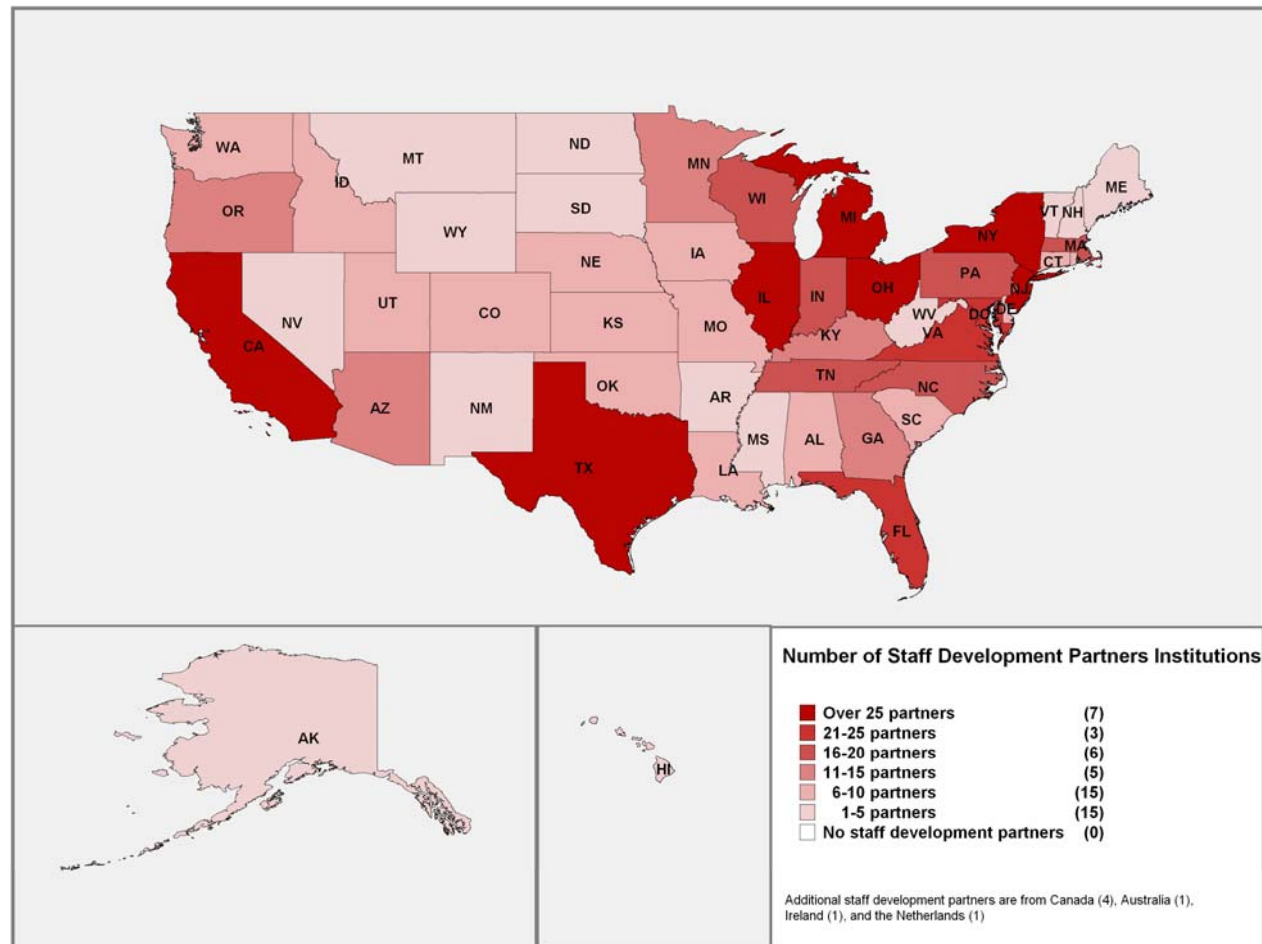 WA
MT
ND
MN
ME
ID
VT
NH
OR
SD
WI
MI
NY
WY
MA
IA
CT
NE
PA
NJ
IL
IN
OH
NV
UT
CO
WV
DC
DE
CA
KS
MO
KY
VA
TN
NC
OK
AZ
NM
AR
SC
MS
AL
GA
TX
LA
FL
AK
HI
Number of Staff Development Partners Institutions
Over 25 partners (7)
21-25 partners (3)
16-20 partners (6)
11-15 partners (5)
6-10 partners (15)
1-5 partners (15)
No staff development partners (0)
Additional staff development partners are from Canada (4), Australia (1),
Ireland (1), and the Netherlands (1)